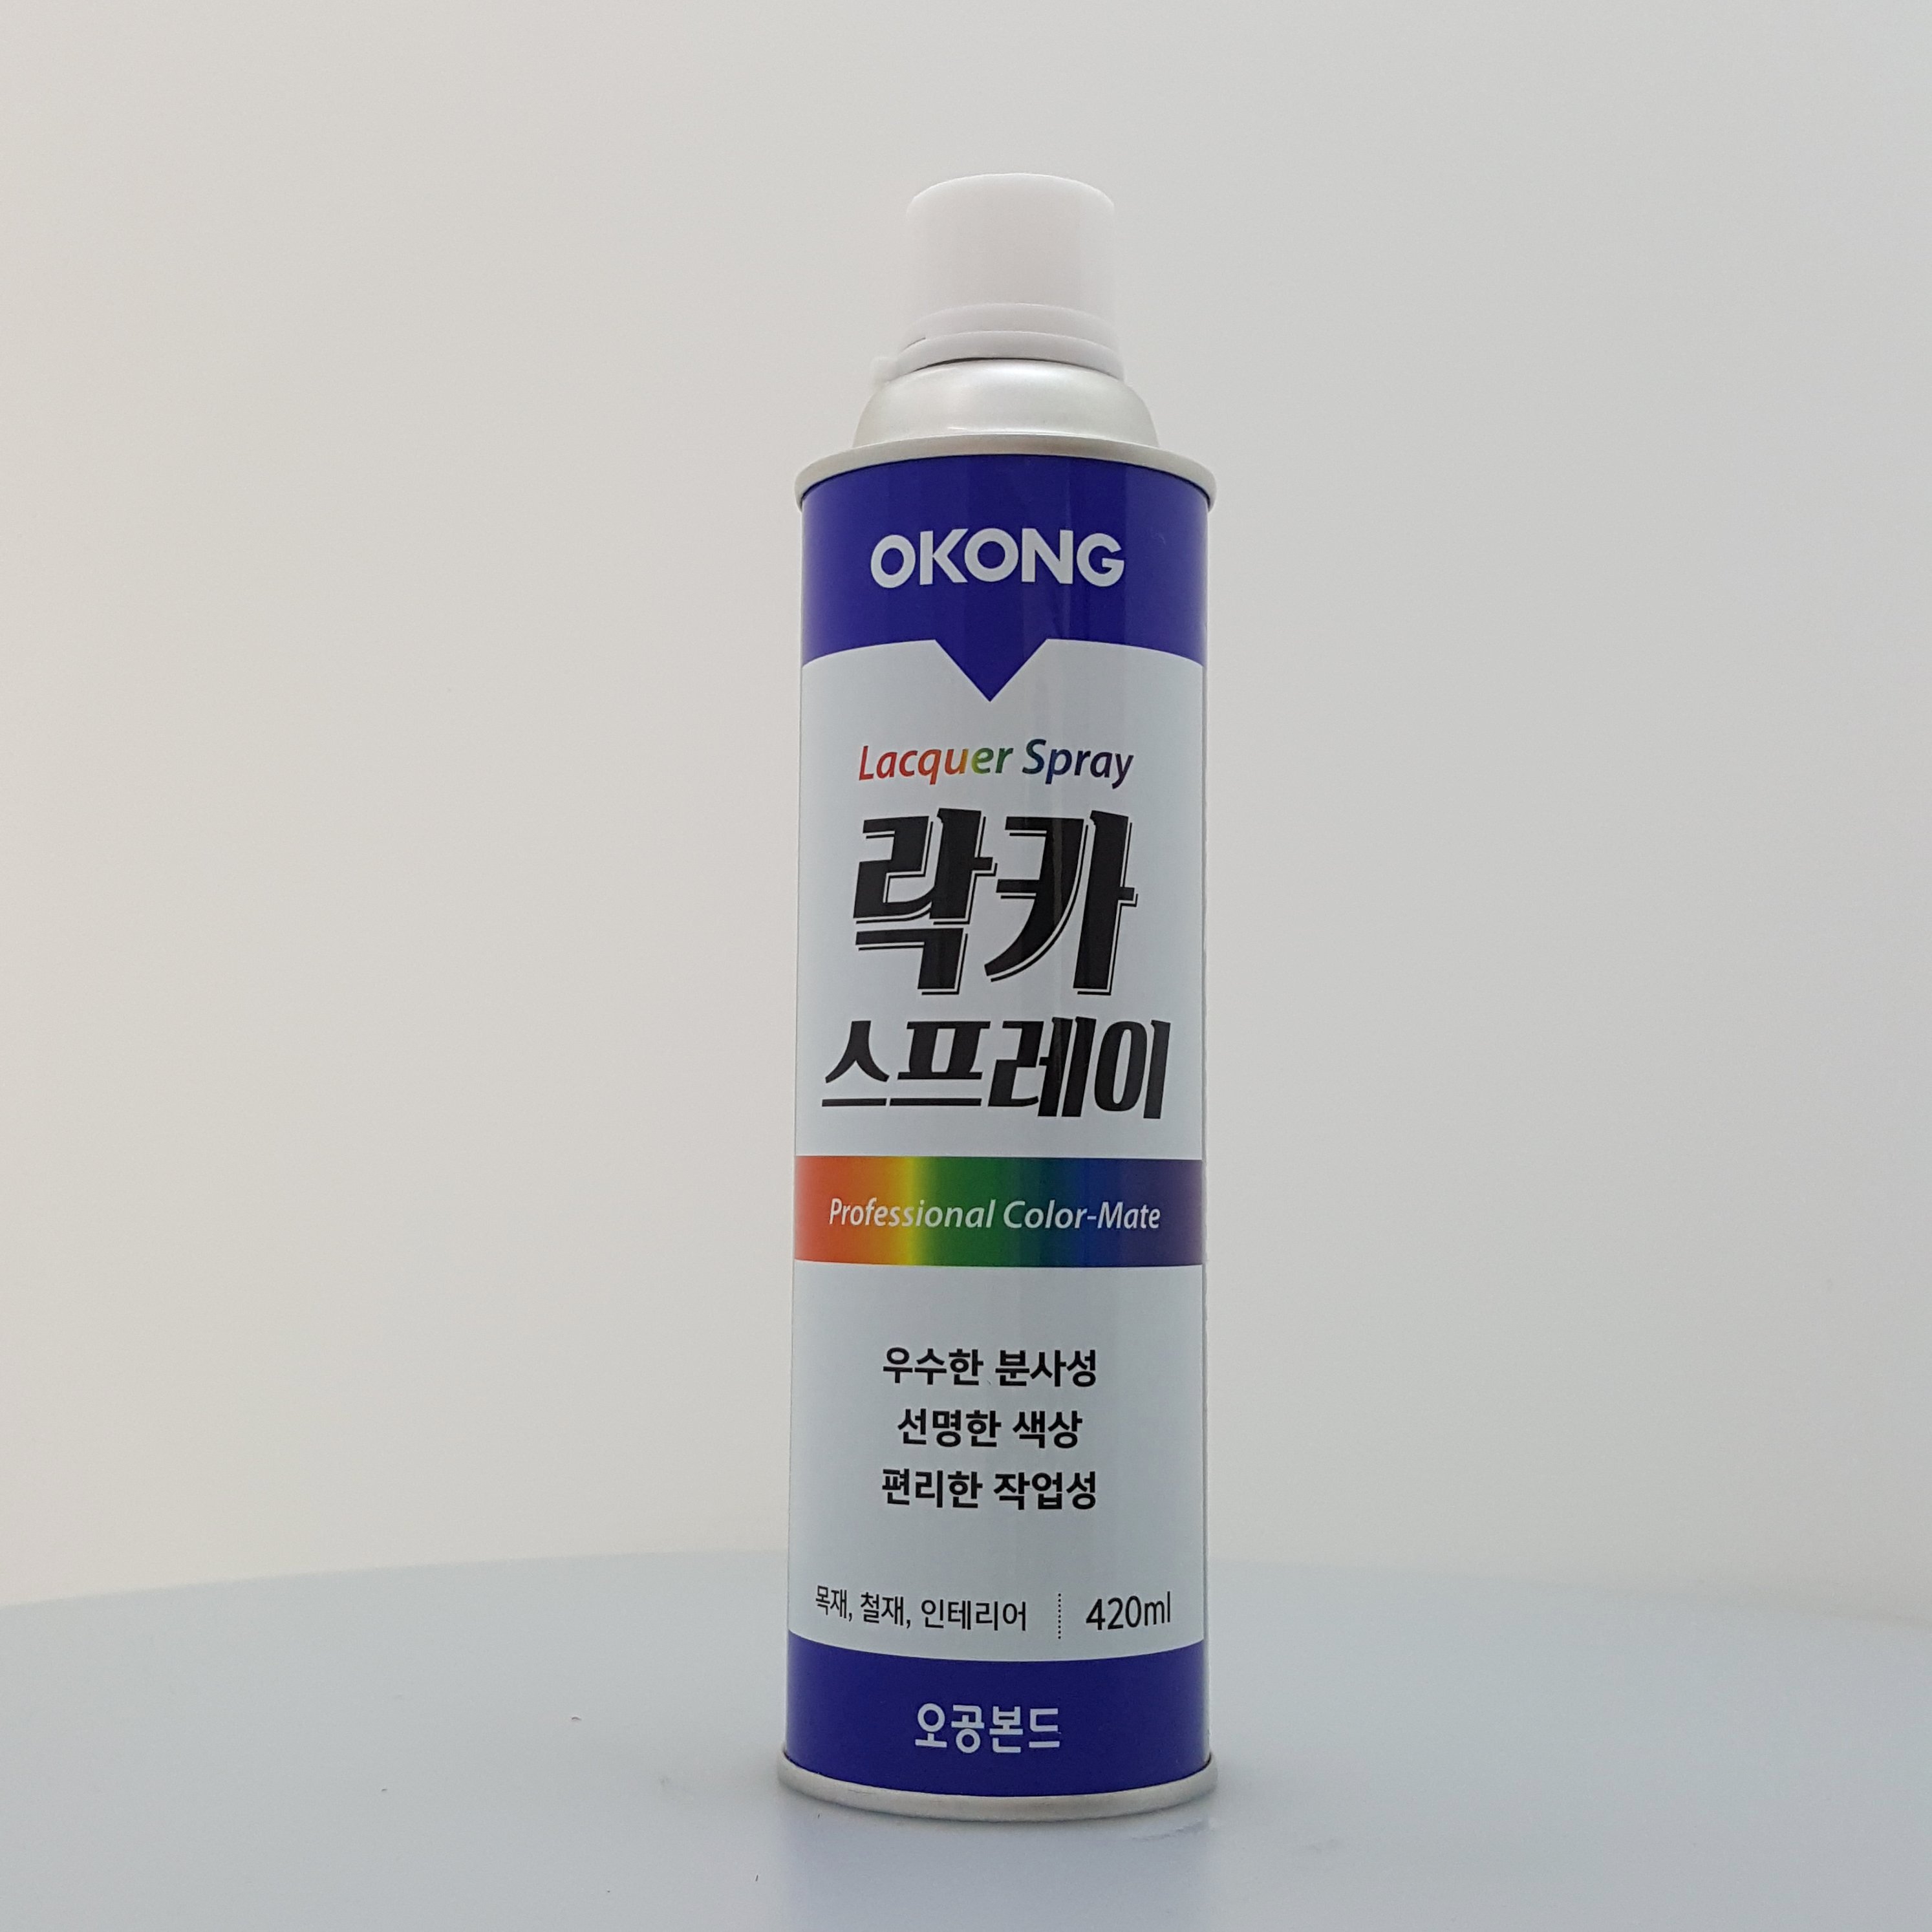 OKONG
Lacquer Spray
락카
스프레이
Professional Color-Mate
우수한 분사성
선명한 색상
편리한 작업성
목재, 철재, 인테리어 420ml
오공본드